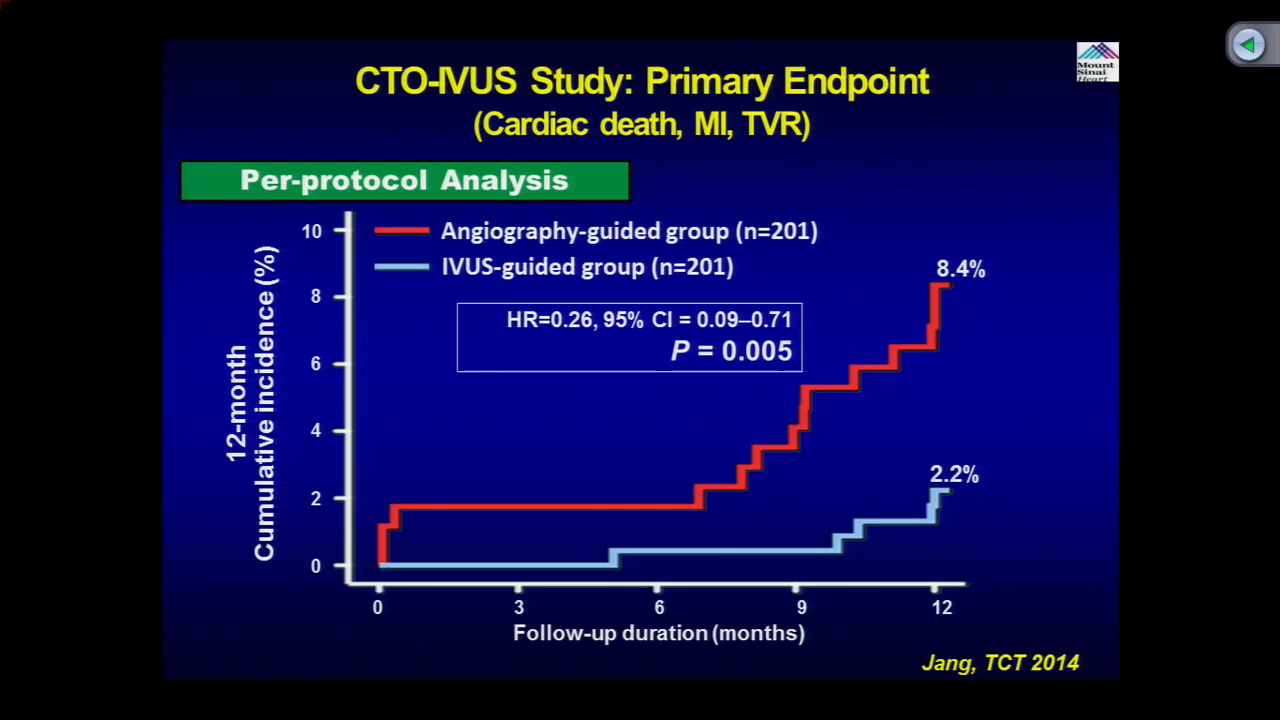 CTO-IVUS Study: Primary Endpoint
(Cardiac death, MI, TVR)
Mount
Sinai
Heart
Per-protocol Analysis
12-month
Cumulative incidence (%)
10
8
6
4
2
0
Angiography-guided group (n=201)
IVUS-guided group (n=201)
HR=0.26, 95% CI = 0.09–0.71
P = 0.005
8.4%
2.2%
0 3 6 9 12
Follow-up duration (months)
Jang, TCT 2014